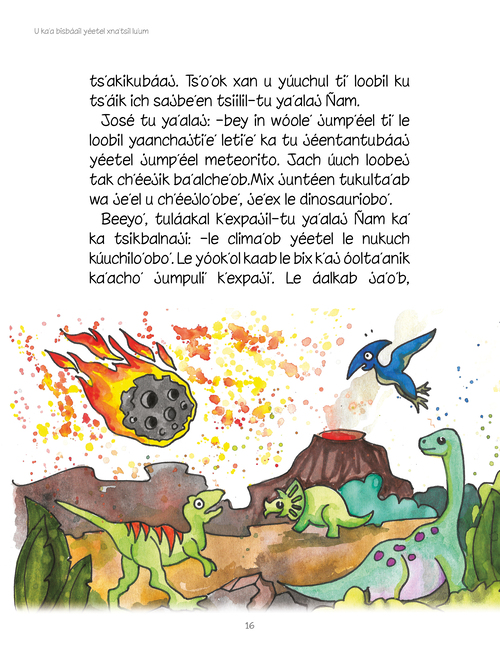 U ka'a bisbáail yéetel xna'tsil luum
ts'akikubáaj. Ts'o'ok xan u yúuchul ti' loobil ku
ts'áik ich sajbe'en tsiilil-tu ya'alaj Ñam.
José tu ya'alaj: -bey in wóole' jump'éel ti' le
loobil yaanchajti'e' leti'e' ka tu jéentantubáaj
yéetel jump'éel meteorito. Jach úuch loobej
tak ch'éejik ba'alche'ob.Mix juntéen tukulta'ab
wa je'el u ch'éejlo'obe', je'ex le dinosauriobo'.
Beeyo', tuláakal k'expajil-tu ya'alaj Ñam ka'
ka tsikbalnaji: -le clima'ob yéetel le nukuch
kúuchilo'obo'. Le yóok'ol kaab le bix k'aj óolta'anik
ka'acho' jumpuli' k'expaji'. Le áalkab ja'o'b,
16